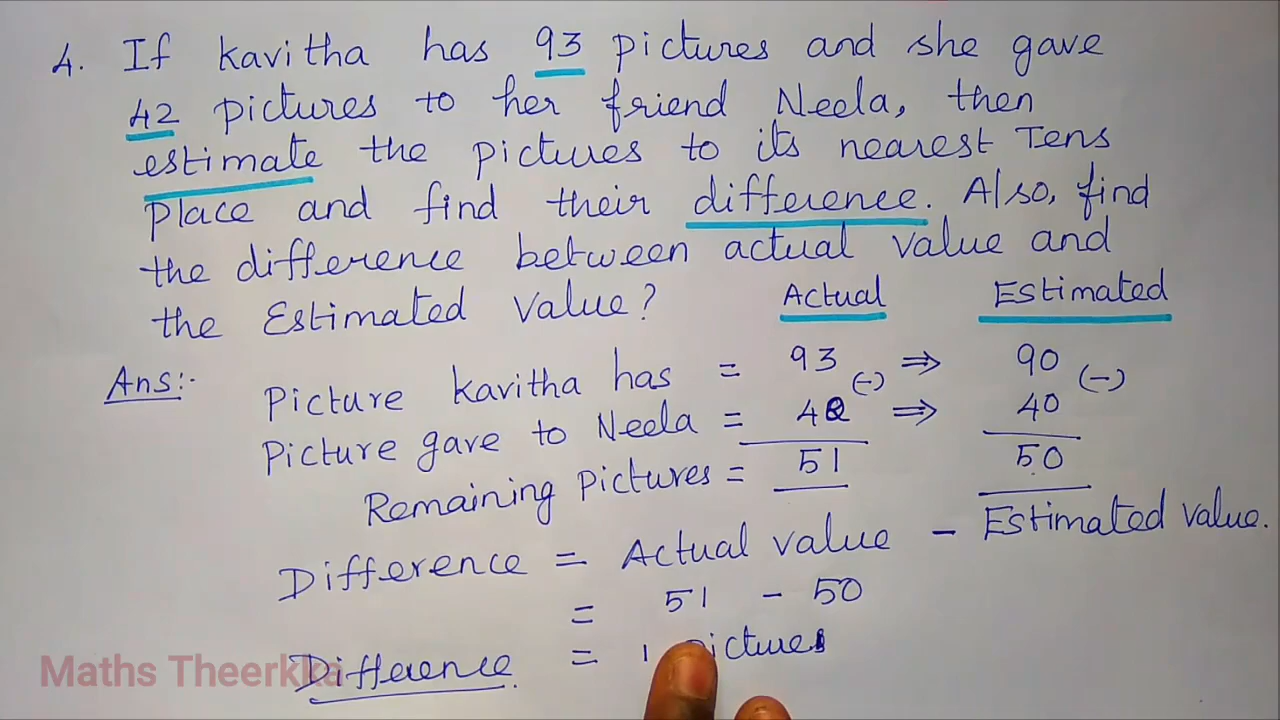 4. If kavitha has 93 pictures and she gave
42 pictures to her friend Neela, then
estimate the pictures to its nearest Tens
place and find their difference. Also, find
the difference between actual value and
the Estimated value?
Actual Estimated
Ans:- Picture kavitha has = 93 ⇒ 90
(-) (-)
Picture gave to Neela = 42 ⇒ 40
Remaining Pictures = 51 50
Difference = Actual value - Estimated value.
= 51 - 50
Difference = 1
Maths Theerkka